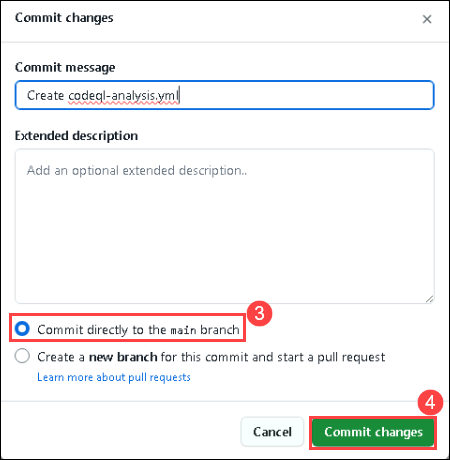 Commit changes
Commit message
Create codeql-analysis.yml
Extended description
Add an optional extended description..
3
Commit directly to the main branch
Create a new branch for this commit and start a pull request
Learn more about pull requests
4
Cancel
Commit changes